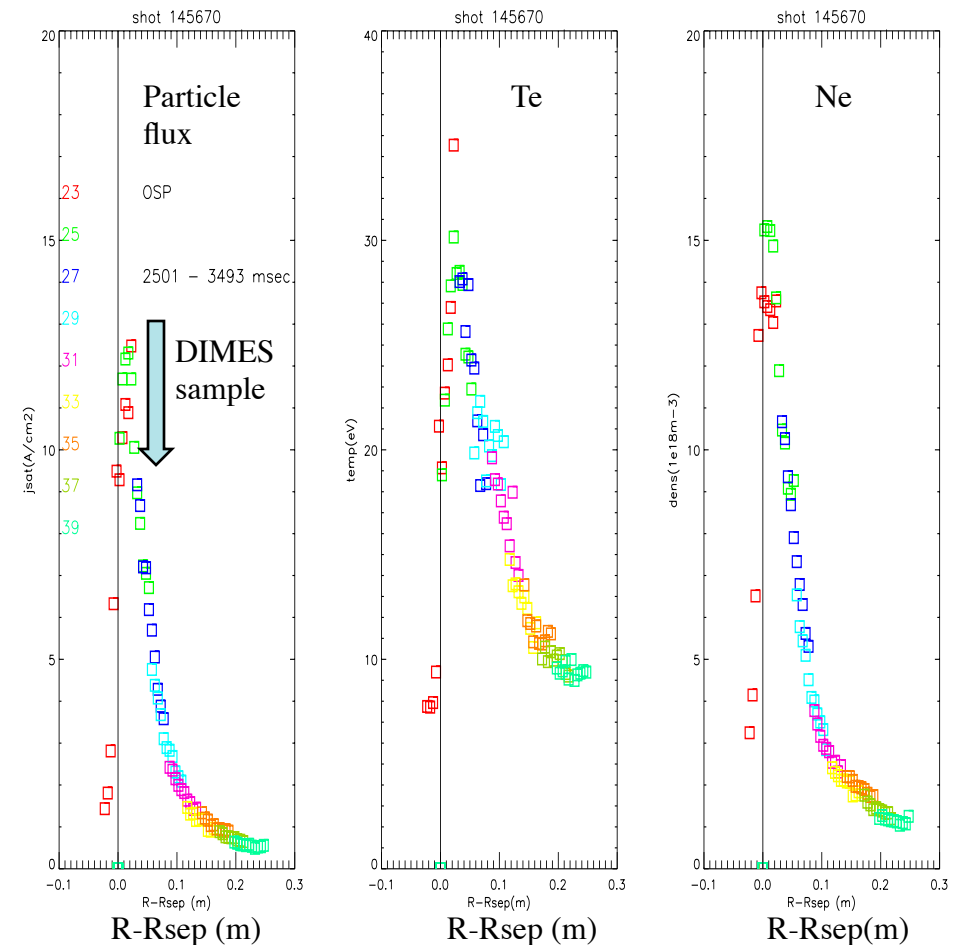 shot 145670
20
15
10
5
0
jsat(A/cm2)
Particle
flux
23
OSP
25
27
2501 – 3493 msec.
29
31
33
35
37
39
DIMES
sample
−0.1
0.0
0.1
0.2
0.3
R−Rsep (m)
R-Rsep (m)
shot 145670
40
30
20
10
0
temp(eV)
Te
−0.1
0.0
0.1
0.2
0.3
R−Rsep(m)
R-Rsep (m)
shot 145670
20
15
10
5
0
dens(1e18m−3)
Ne
−0.1
0.0
0.1
0.2
0.3
R−Rsep (m)
R-Rsep(m)